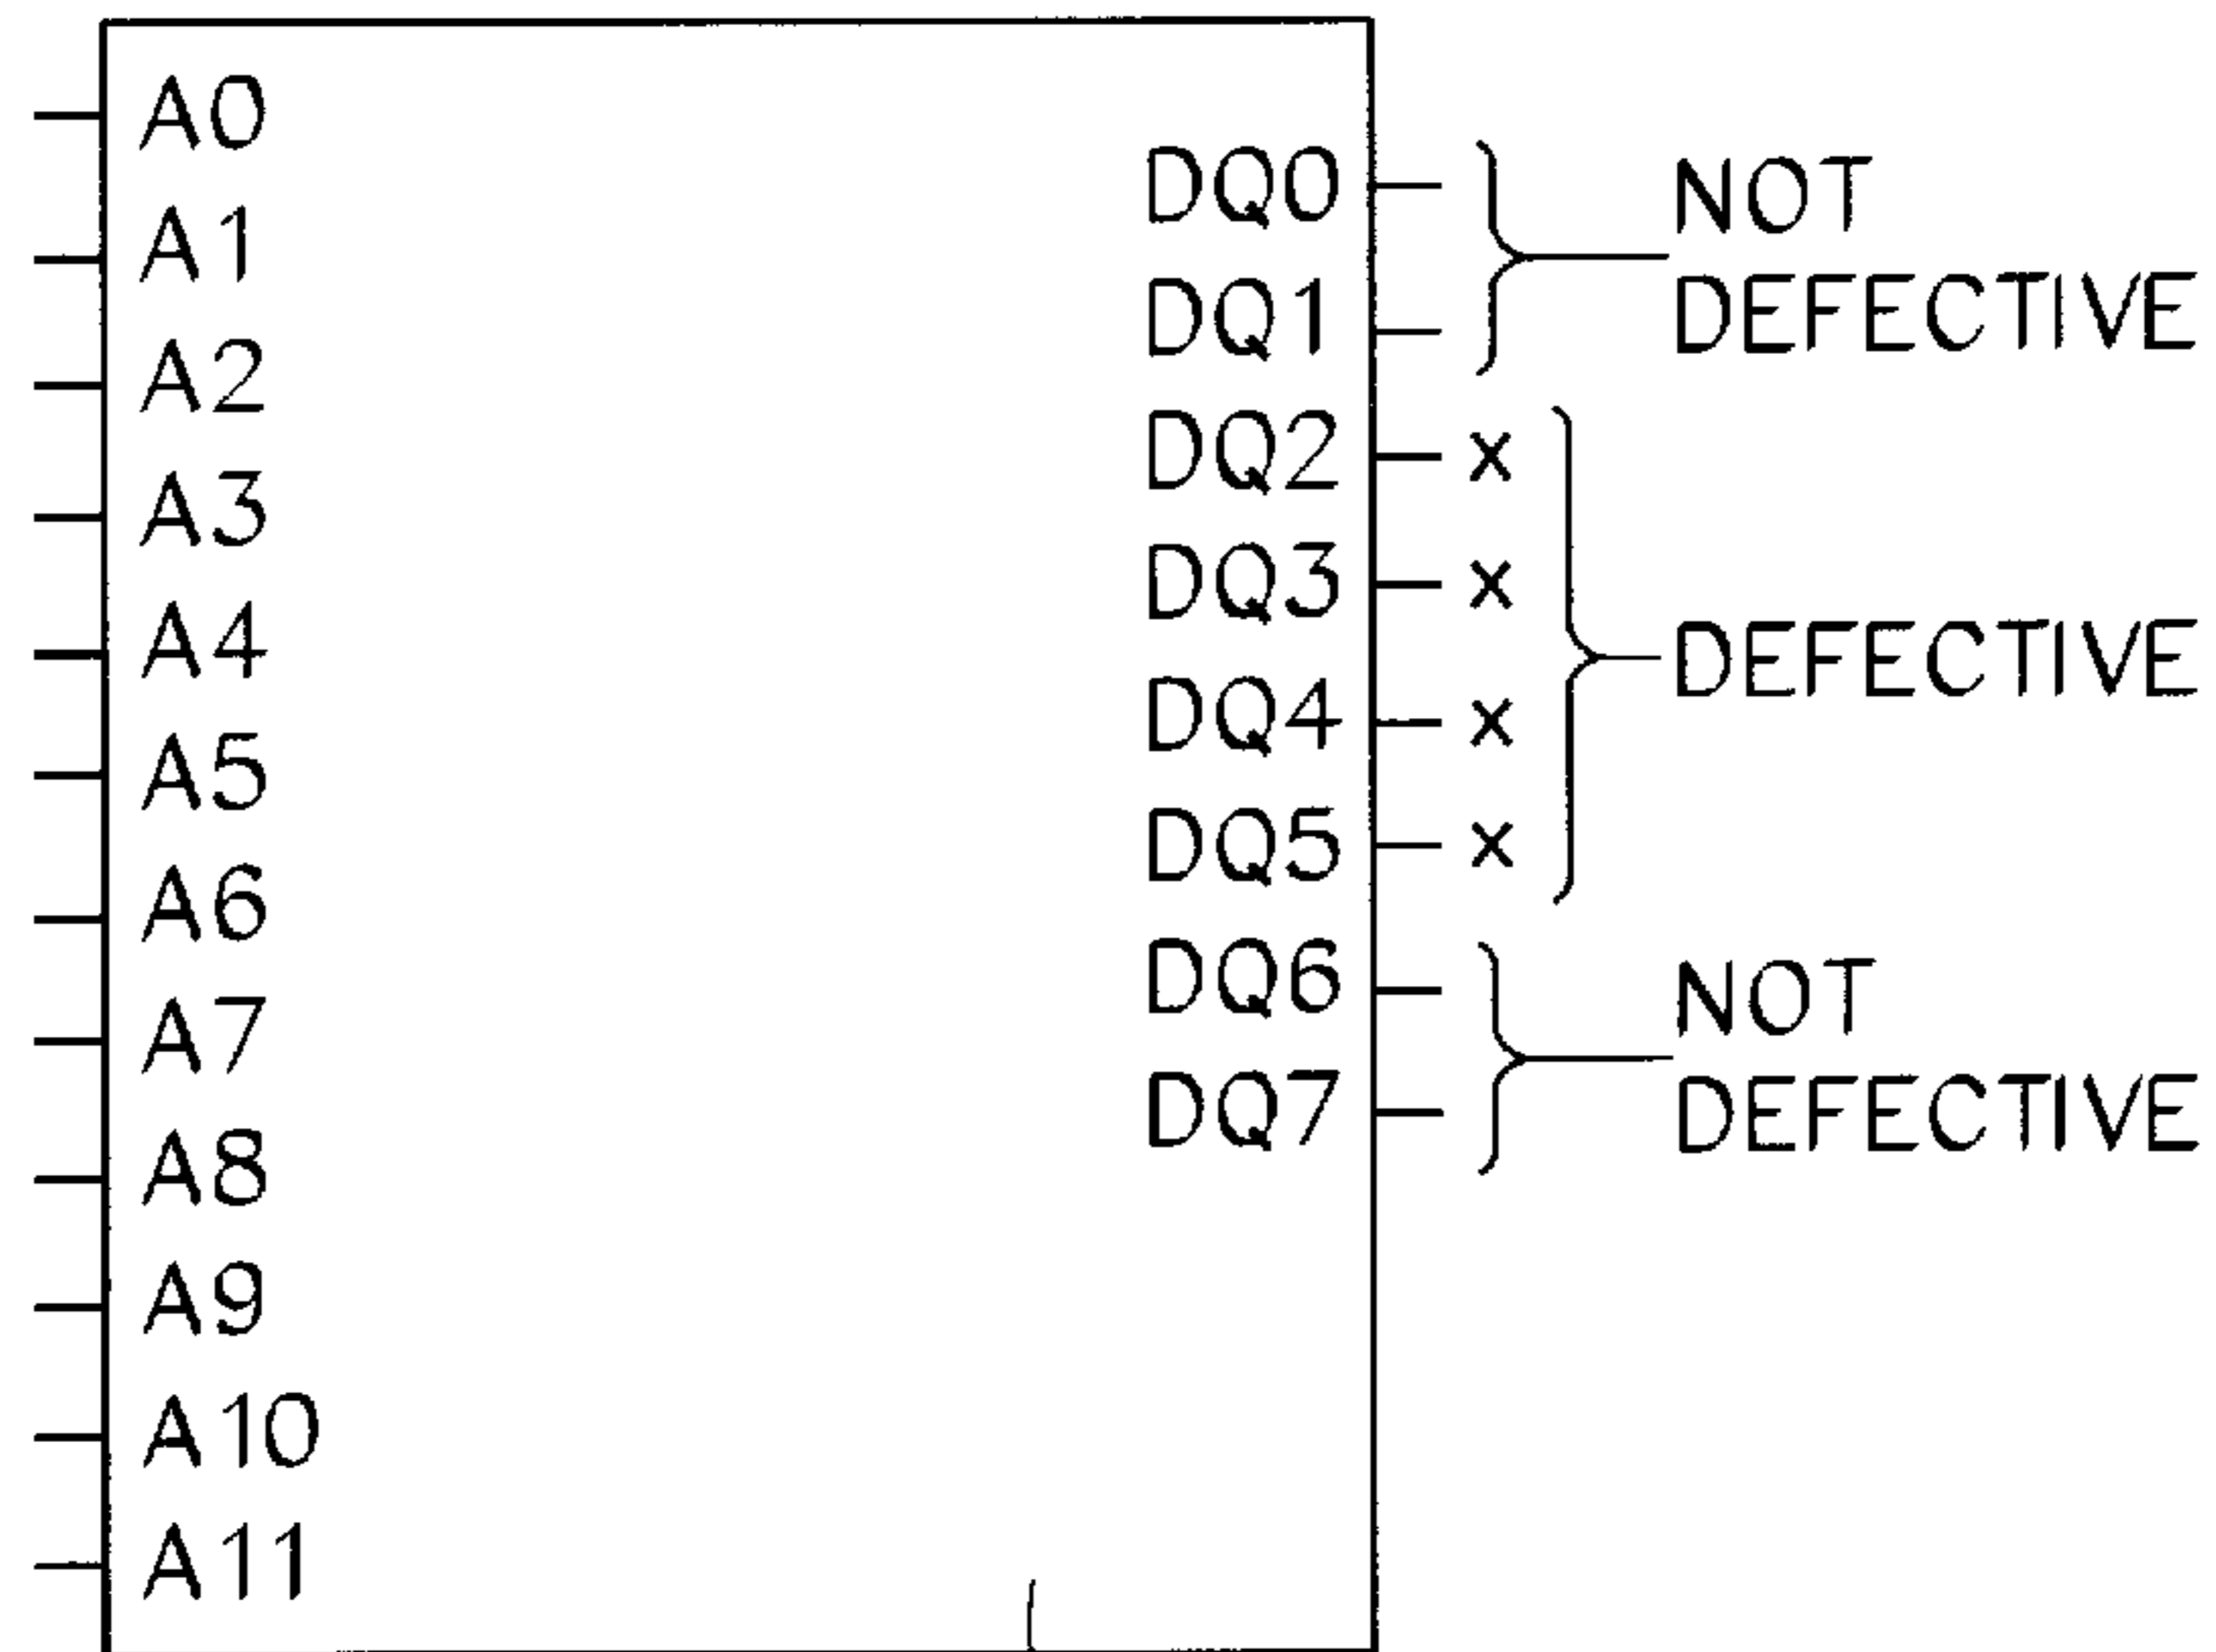 A0
A1
A2
A3
A4
A5
A6
A7
A8
A9
A10
A11
DQ0
DQ1
DQ2 x
DQ3 x
DQ4 x
DQ5 x
DQ6
DQ7
NOT
DEFECTIVE
DEFECTIVE
NOT
DEFECTIVE